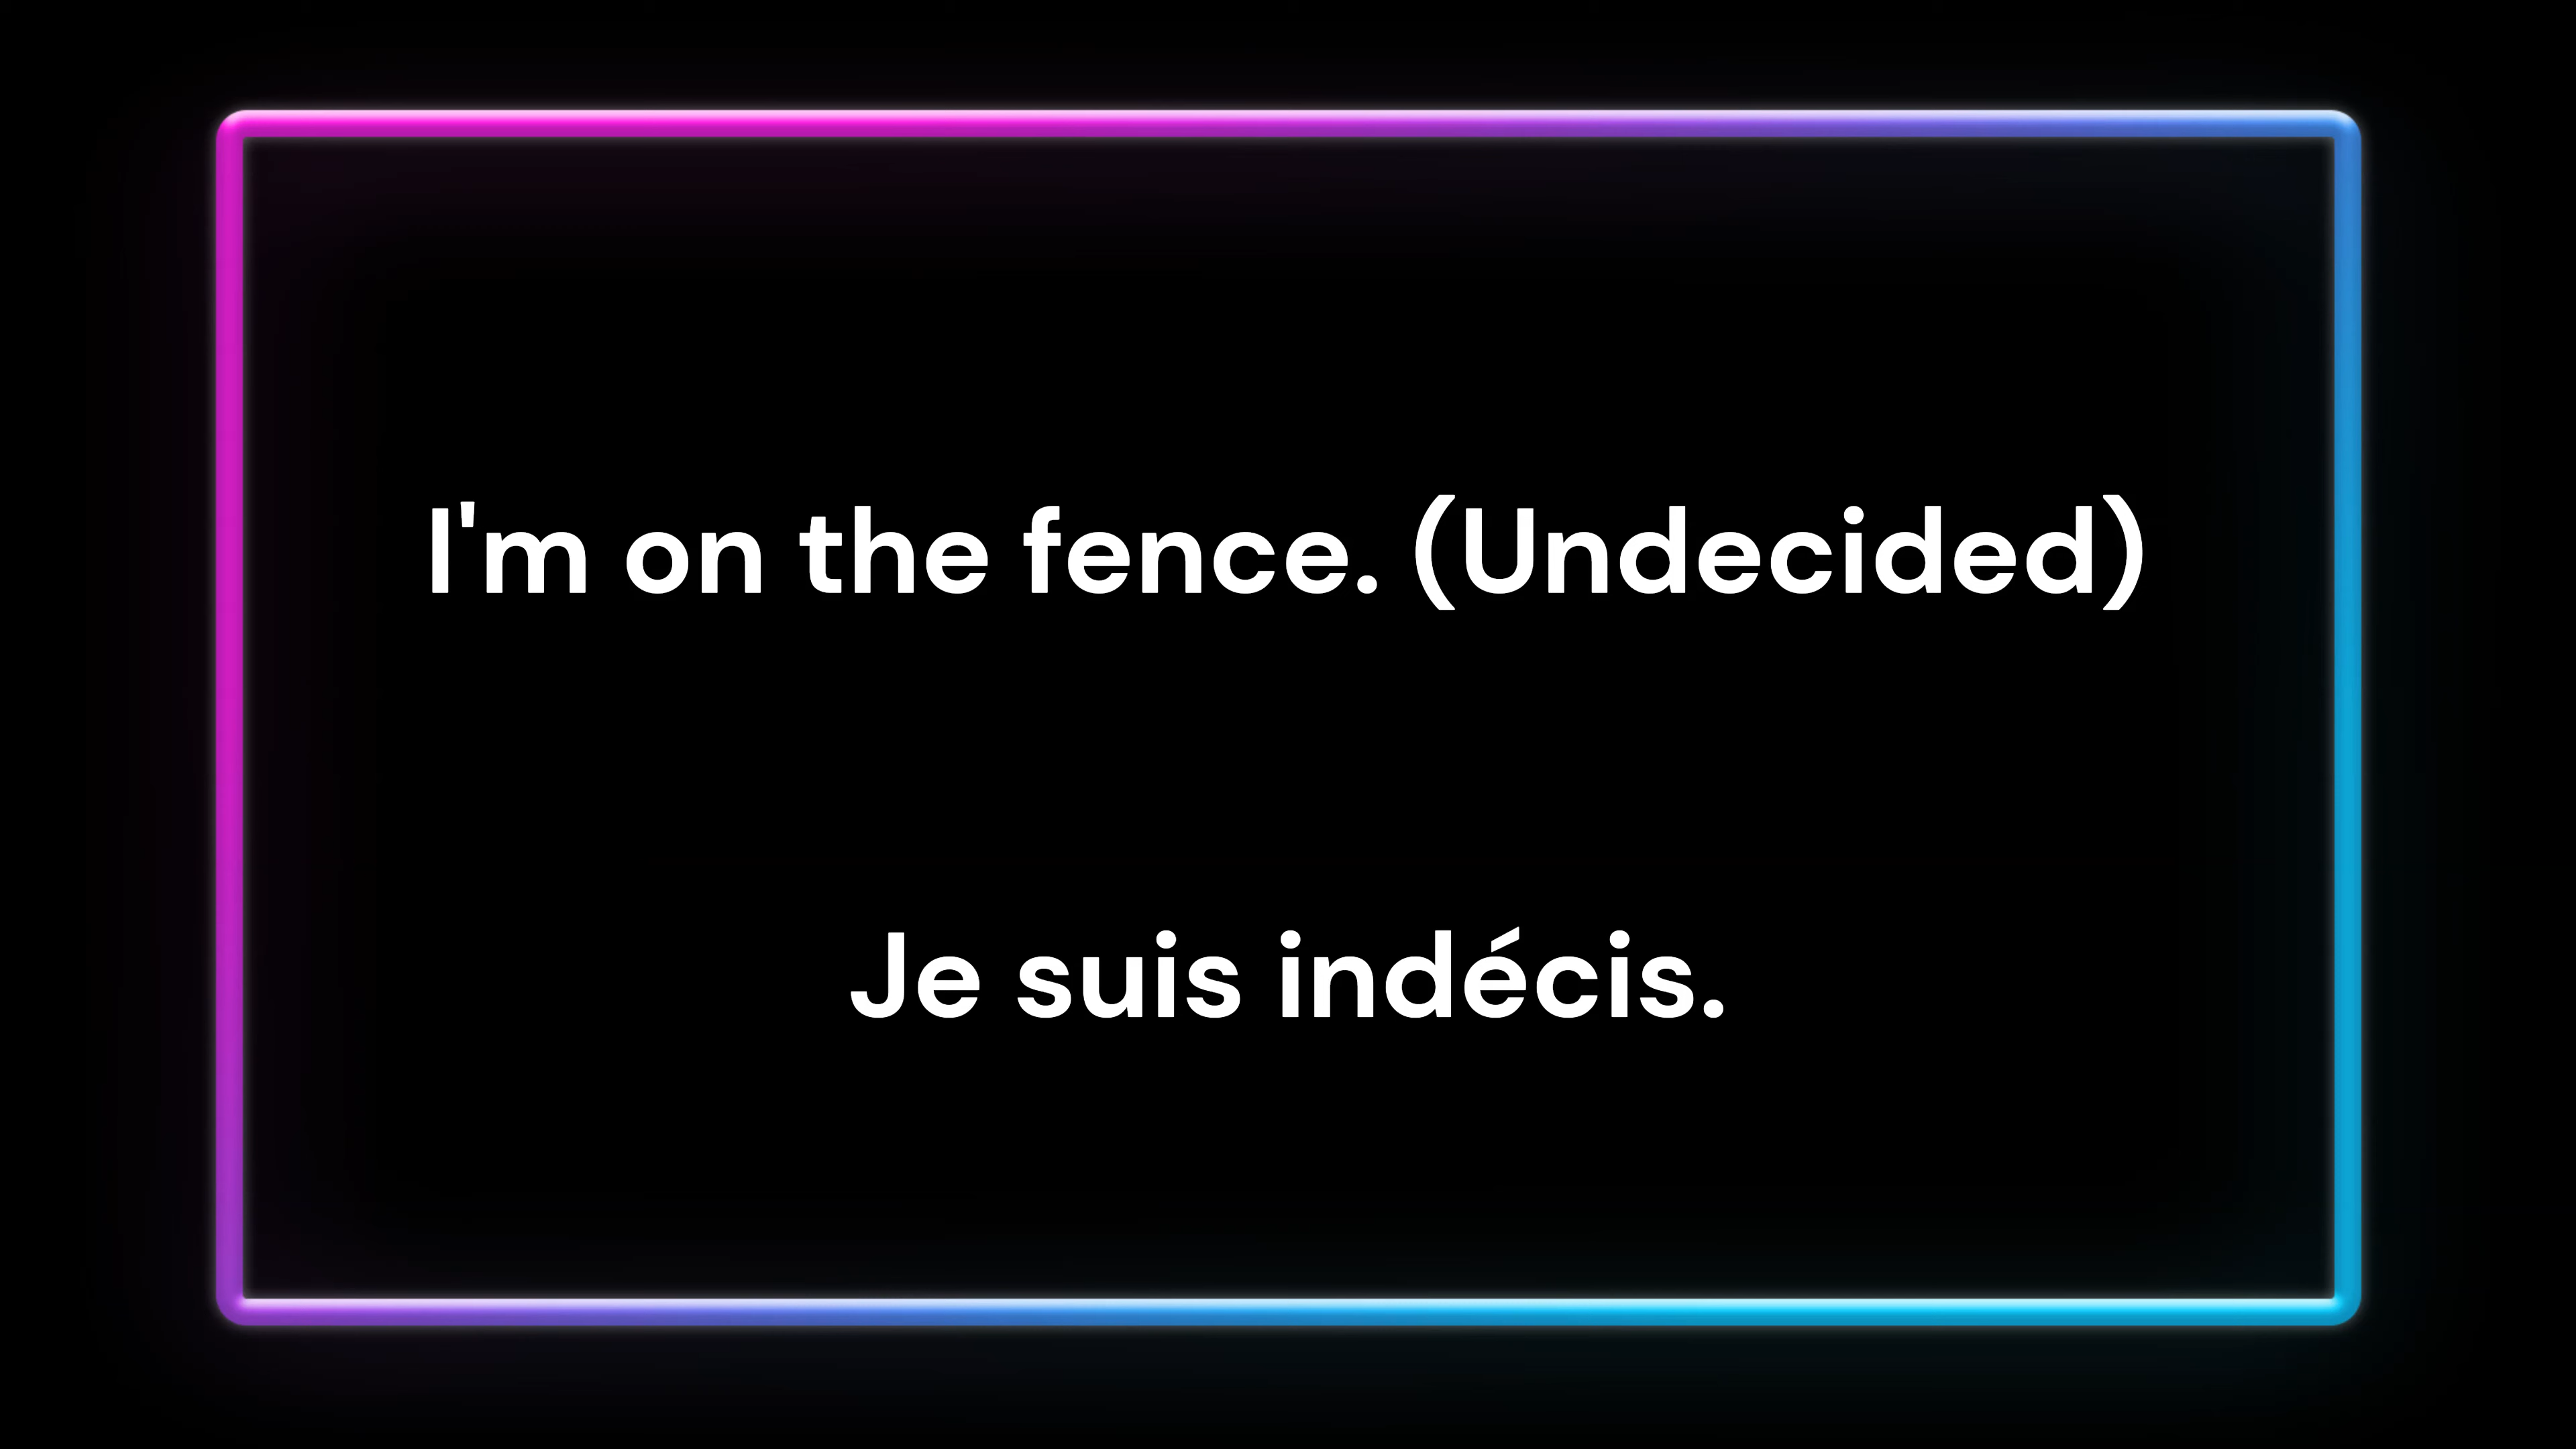 I'm on the fence. (Undecided)
Je suis indécis.